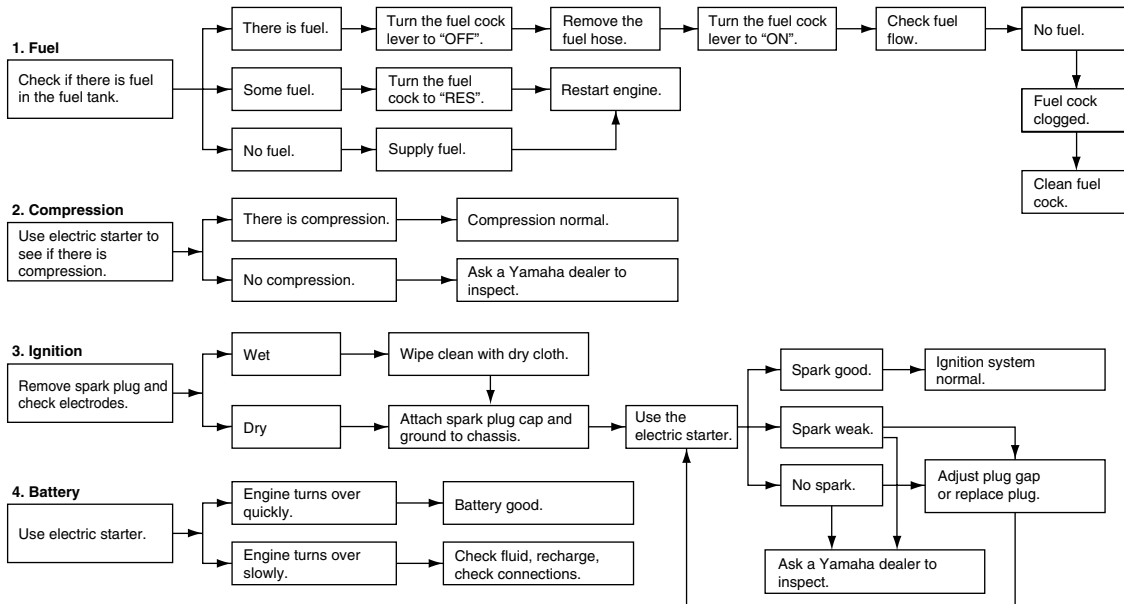 1. Fuel
Check if there is fuel
in the fuel tank.
There is fuel.
Turn the fuel cock
lever to “OFF”.
Remove the
fuel hose.
Turn the fuel cock
lever to “ON”.
Check fuel
flow.
No fuel.
Fuel cock
clogged.
Clean fuel
cock.
Some fuel.
Turn the fuel
cock to “RES”.
Restart engine.
No fuel.
Supply fuel.
2. Compression
Use electric starter to
see if there is
compression.
There is compression.
Compression normal.
No compression.
Ask a Yamaha dealer to
inspect.
3. Ignition
Remove spark plug and
check electrodes.
Wet
Wipe clean with dry cloth.
Dry
Attach spark plug cap and
ground to chassis.
Use the
electric starter.
Spark good.
Ignition system
normal.
Spark weak.
No spark.
Adjust plug gap
or replace plug.
Ask a Yamaha dealer to
inspect.
4. Battery
Use electric starter.
Engine turns over
quickly.
Battery good.
Engine turns over
slowly.
Check fluid, recharge,
check connections.